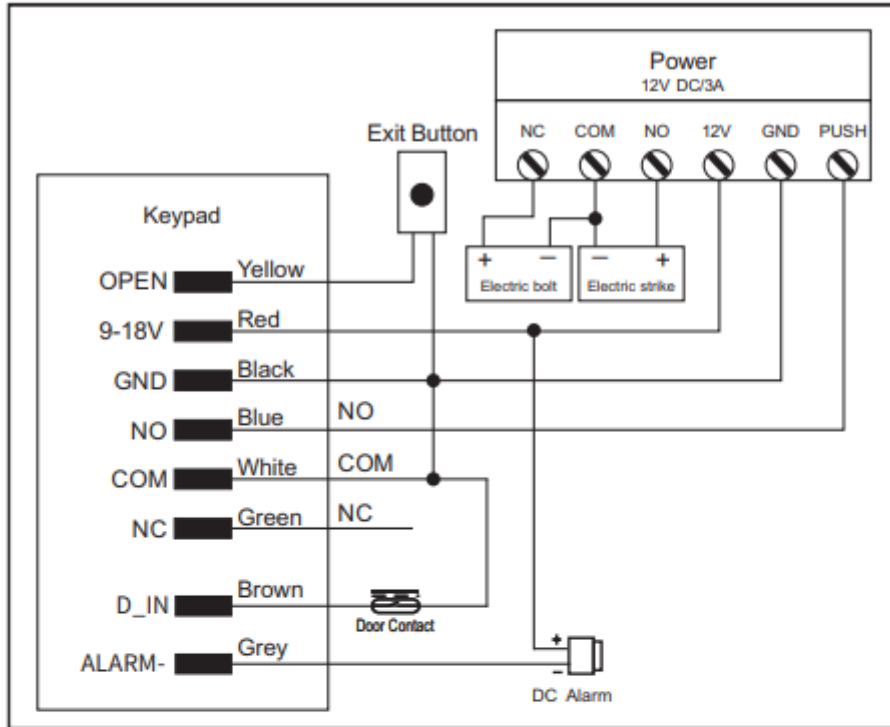 Power
12V DC/3A
NC COM NO 12V GND PUSH
Exit Button
+ − − +
Electric bolt Electric strike
Keypad
OPEN Yellow
9-18V Red
GND Black
NO Blue NO
COM White COM
NC Green NC
D_IN Brown
Door Contact
ALARM- Grey
+
−
DC Alarm